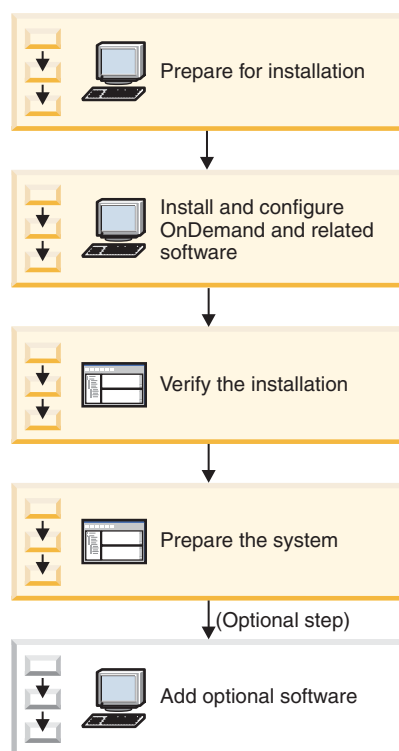 Prepare for installation
Install and configure
OnDemand and related
software
Verify the installation
Prepare the system
(Optional step)
Add optional software